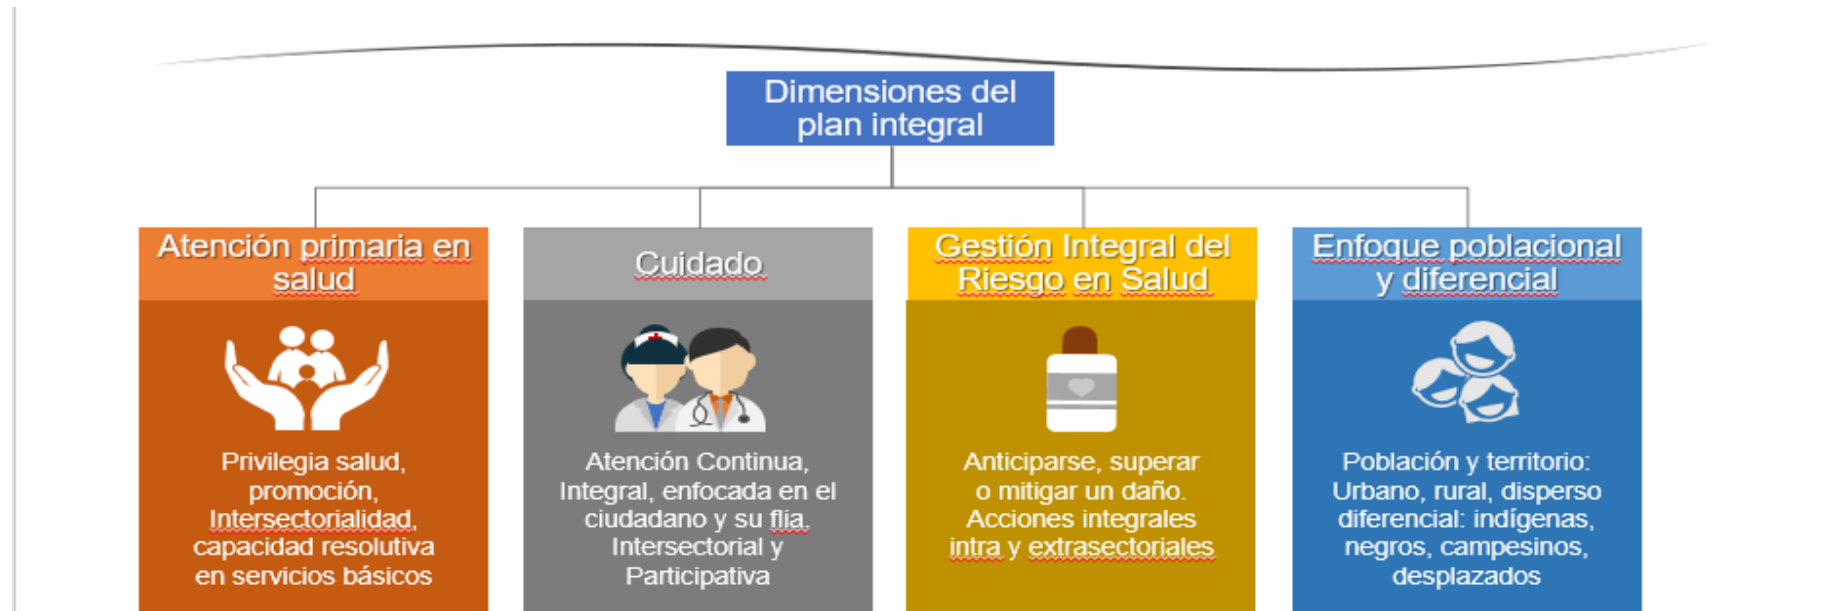 Dimensiones del
plan integral
Atención primaria en
salud
Privilegia salud,
promoción,
Intersectorialidad,
capacidad resolutiva
en servicios básicos
Cuidado
Atención Continua,
Integral, enfocada en el
ciudadano y su flia.
Intersectorial y
Participativa
Gestión Integral del
Riesgo en Salud
Anticiparse, superar
o mitigar un daño.
Acciones integrales
intra y extrasectoriales
Enfoque poblacional
y diferencial
Población y territorio:
Urbano, rural, disperso
diferencial: indígenas,
negros, campesinos,
desplazados